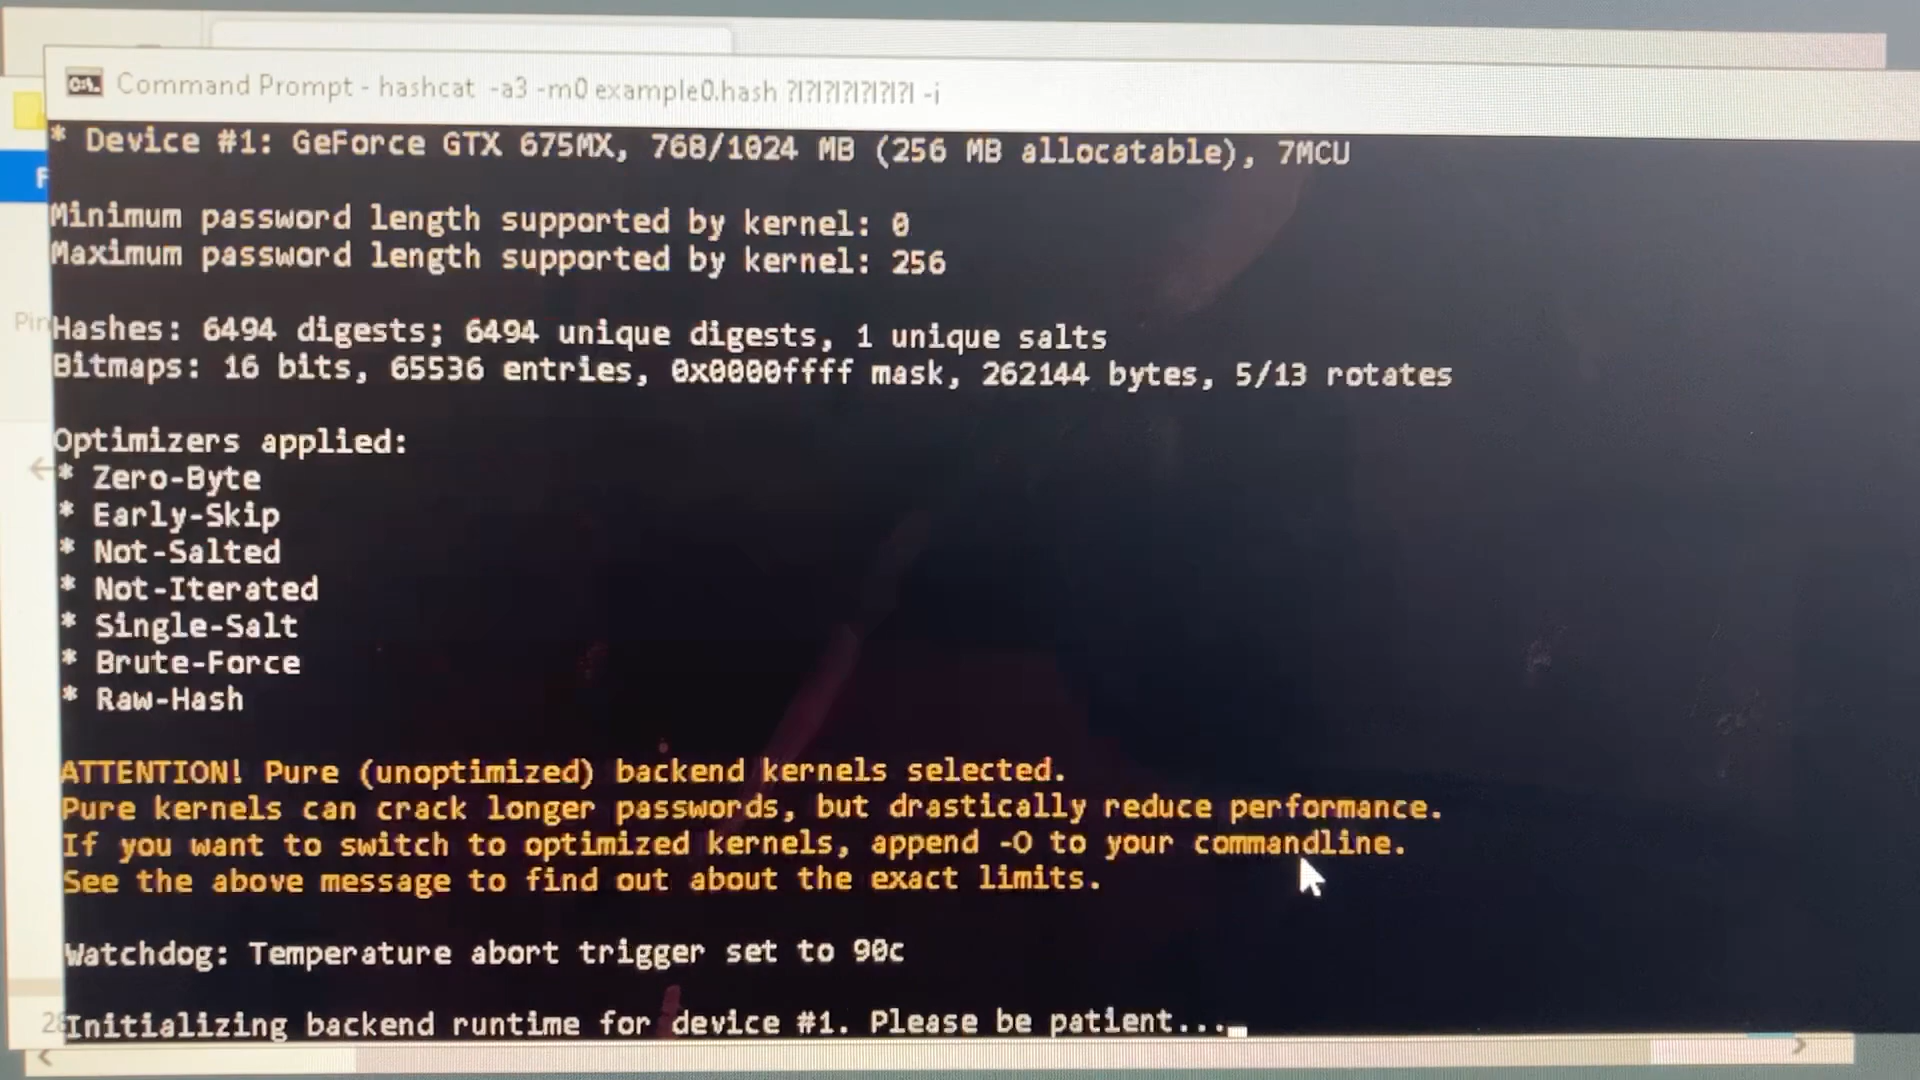 Command Prompt - hashcat -a3 -m0 example0.hash ?l?l?l?l?l?l?l -i
* Device #1: GeForce GTX 675MX, 768/1024 MB (256 MB allocatable), 7MCU
F
Minimum password length supported by kernel: 0
Maximum password length supported by kernel: 256
Pin
Hashes: 6494 digests; 6494 unique digests, 1 unique salts
Bitmaps: 16 bits, 65536 entries, 0x0000ffff mask, 262144 bytes, 5/13 rotates
Optimizers applied:
* Zero-Byte
* Early-Skip
* Not-Salted
* Not-Iterated
* Single-Salt
* Brute-Force
* Raw-Hash
ATTENTION! Pure (unoptimized) backend kernels selected.
Pure kernels can crack longer passwords, but drastically reduce performance.
If you want to switch to optimized kernels, append -O to your commandline.
See the above message to find out about the exact limits.
Watchdog: Temperature abort trigger set to 90c
28
Initializing backend runtime for device #1. Please be patient...